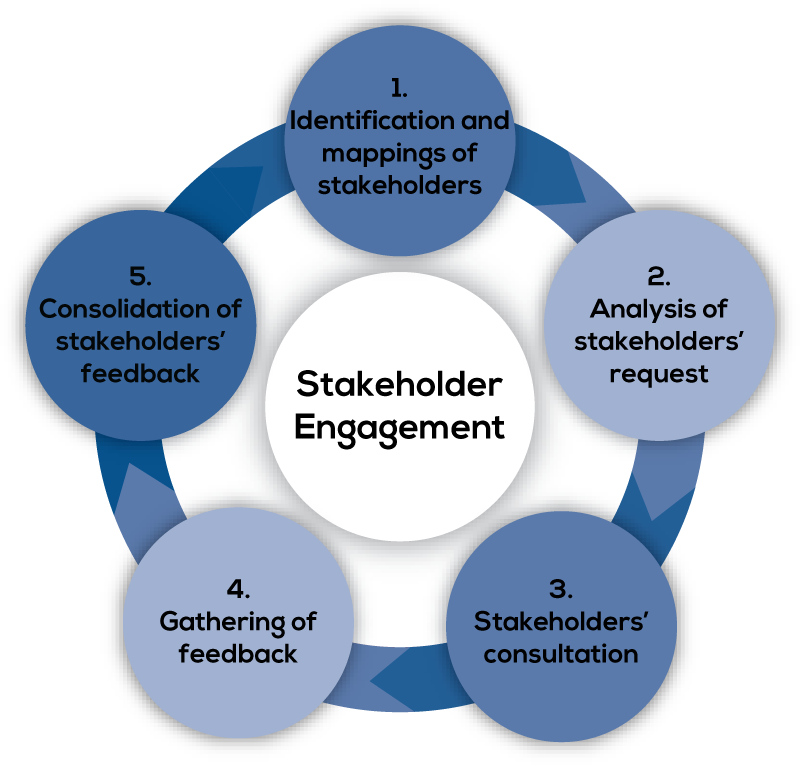 1.
Identification and
mappings of
stakeholders
2.
Analysis of
stakeholders’
request
3.
Stakeholders’
consultation
4.
Gathering of
feedback
5.
Consolidation of
stakeholders’
feedback
Stakeholder
Engagement